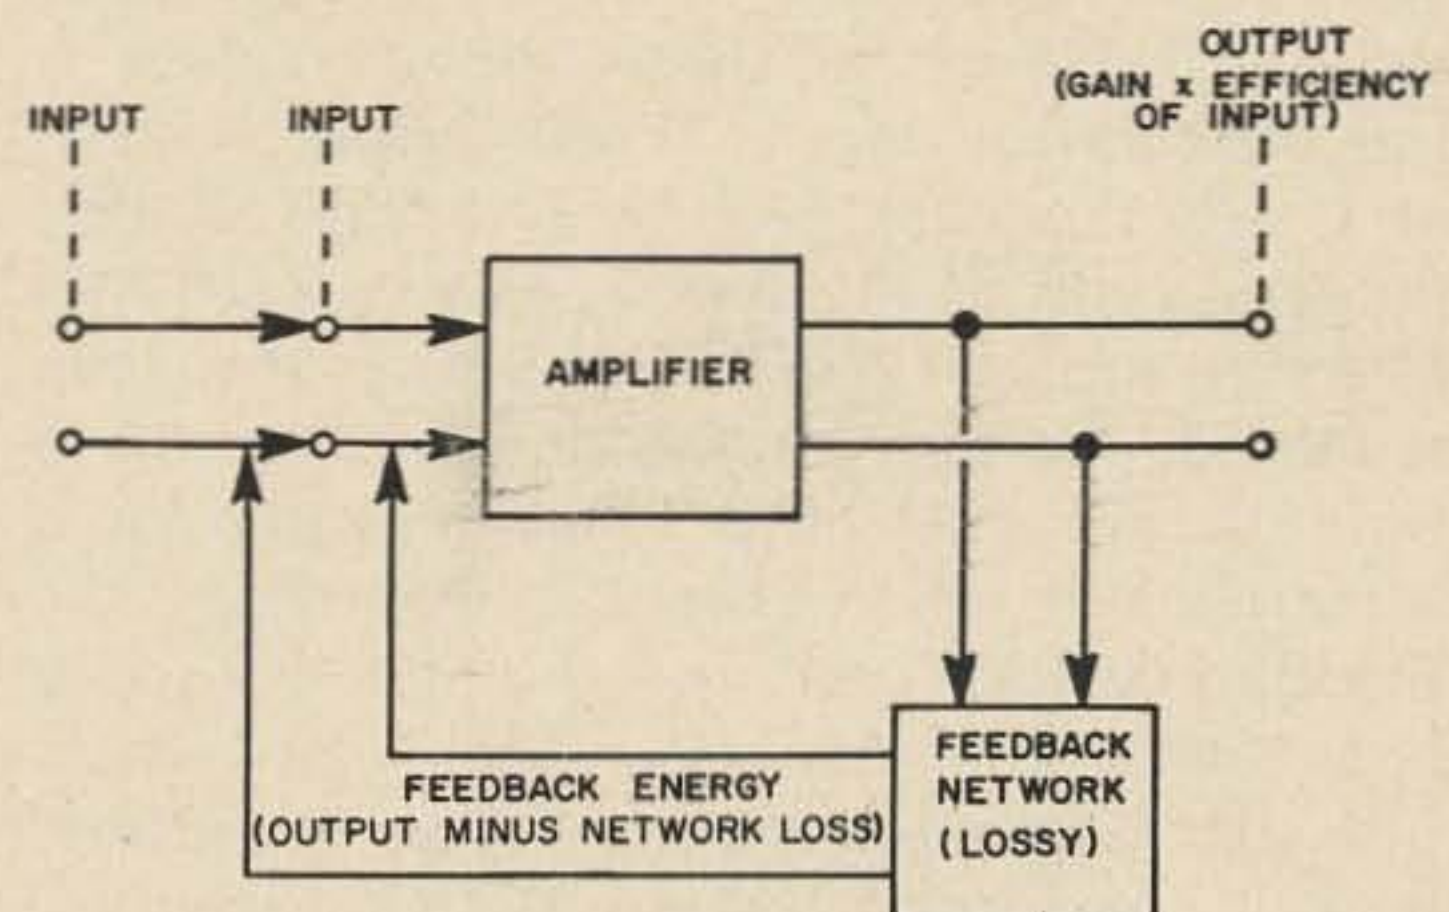 OUTPUT
(GAIN x EFFICIENCY
OF INPUT)
INPUT
INPUT
AMPLIFIER
FEEDBACK
NETWORK
(LOSSY)
FEEDBACK ENERGY
(OUTPUT MINUS NETWORK LOSS)